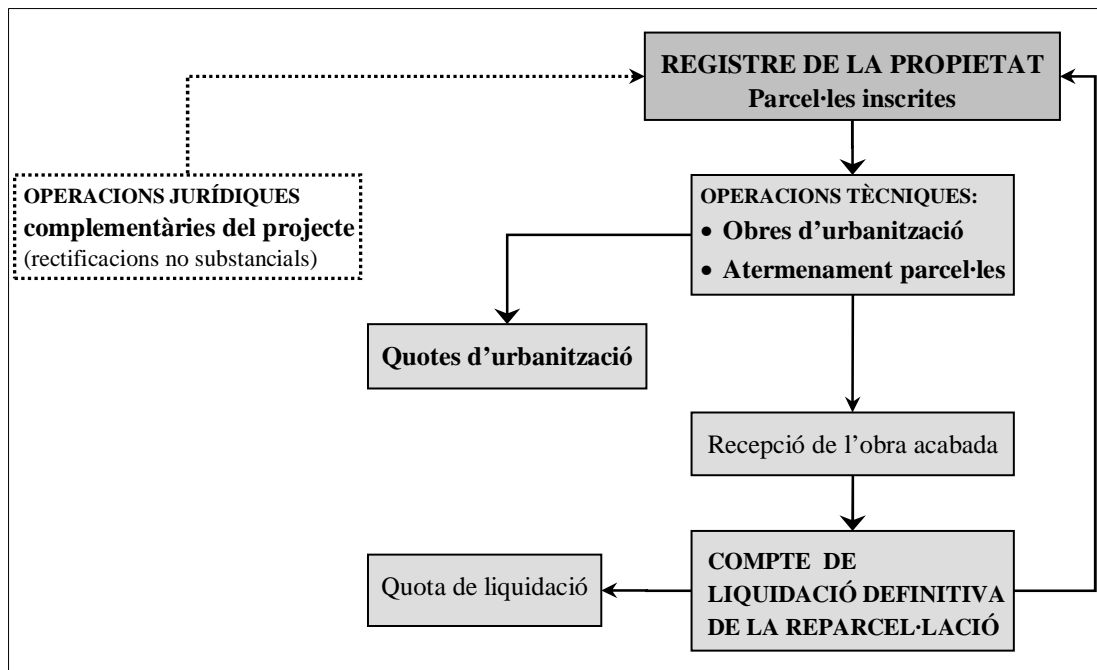 REGISTRE DE LA PROPIETAT
Parcel·les inscrites
OPERACIONS JURÍDIQUES
complementàries del projecte
(rectificacions no substancials)
OPERACIONS TÈCNIQUES:
• Obres d’urbanització
• Atermenament parcel·les
Quotes d’urbanització
Recepció de l’obra acabada
Quota de liquidació
COMPTE DE
LIQUIDACIÓ DEFINITIVA
DE LA REPARCEL·LACIÓ